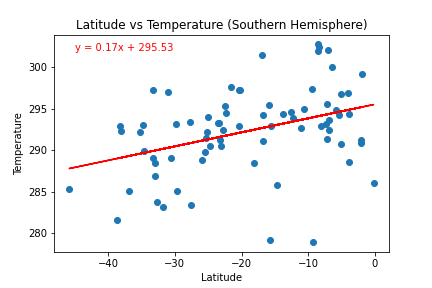 Latitude vs Temperature (Southern Hemisphere)
y = 0.17x + 295.53
Temperature
300
295
290
285
280
−40
−30
−20
−10
0
Latitude